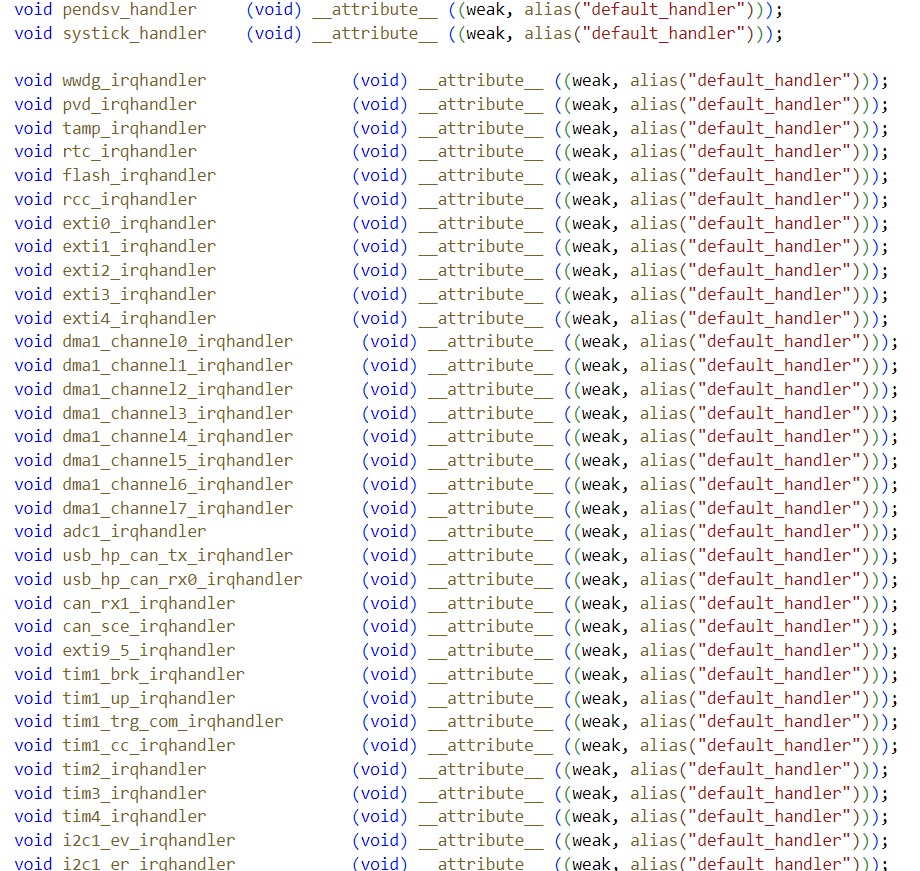 void pendsv_handler     (void) __attribute__ ((weak, alias("default_handler")));
void systick_handler    (void) __attribute__ ((weak, alias("default_handler")));
void wwdg_irqhandler               (void) __attribute__ ((weak, alias("default_handler")));
void pvd_irqhandler                (void) __attribute__ ((weak, alias("default_handler")));
void tamp_irqhandler               (void) __attribute__ ((weak, alias("default_handler")));
void rtc_irqhandler                (void) __attribute__ ((weak, alias("default_handler")));
void flash_irqhandler              (void) __attribute__ ((weak, alias("default_handler")));
void rcc_irqhandler                (void) __attribute__ ((weak, alias("default_handler")));
void exti0_irqhandler              (void) __attribute__ ((weak, alias("default_handler")));
void exti1_irqhandler              (void) __attribute__ ((weak, alias("default_handler")));
void exti2_irqhandler              (void) __attribute__ ((weak, alias("default_handler")));
void exti3_irqhandler              (void) __attribute__ ((weak, alias("default_handler")));
void exti4_irqhandler              (void) __attribute__ ((weak, alias("default_handler")));
void dma1_channel0_irqhandler       (void) __attribute__ ((weak, alias("default_handler")));
void dma1_channel1_irqhandler       (void) __attribute__ ((weak, alias("default_handler")));
void dma1_channel2_irqhandler       (void) __attribute__ ((weak, alias("default_handler")));
void dma1_channel3_irqhandler       (void) __attribute__ ((weak, alias("default_handler")));
void dma1_channel4_irqhandler       (void) __attribute__ ((weak, alias("default_handler")));
void dma1_channel5_irqhandler       (void) __attribute__ ((weak, alias("default_handler")));
void dma1_channel6_irqhandler       (void) __attribute__ ((weak, alias("default_handler")));
void dma1_channel7_irqhandler       (void) __attribute__ ((weak, alias("default_handler")));
void adc1_irqhandler                (void) __attribute__ ((weak, alias("default_handler")));
void usb_hp_can_tx_irqhandler       (void) __attribute__ ((weak, alias("default_handler")));
void usb_hp_can_rx0_irqhandler      (void) __attribute__ ((weak, alias("default_handler")));
void can_rx1_irqhandler             (void) __attribute__ ((weak, alias("default_handler")));
void can_sce_irqhandler             (void) __attribute__ ((weak, alias("default_handler")));
void exti9_5_irqhandler             (void) __attribute__ ((weak, alias("default_handler")));
void tim1_brk_irqhandler            (void) __attribute__ ((weak, alias("default_handler")));
void tim1_up_irqhandler             (void) __attribute__ ((weak, alias("default_handler")));
void tim1_trg_com_irqhandler        (void) __attribute__ ((weak, alias("default_handler")));
void tim1_cc_irqhandler             (void) __attribute__ ((weak, alias("default_handler")));
void tim2_irqhandler               (void) __attribute__ ((weak, alias("default_handler")));
void tim3_irqhandler               (void) __attribute__ ((weak, alias("default_handler")));
void tim4_irqhandler               (void) __attribute__ ((weak, alias("default_handler")));
void i2c1_ev_irqhandler            (void) __attribute__ ((weak, alias("default_handler")));
void i2c1_er_irqhandler            (void) __attribute__ ((weak, alias("default_handler")));